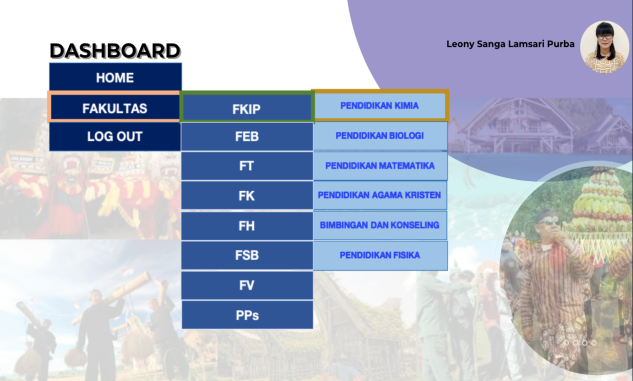 Leony Sanga Lamsari Purba
DASHBOARD
HOME
FAKULTAS
LOG OUT
FKIP
FEB
FT
FK
FH
FSB
FV
PPs
PENDIDIKAN KIMIA
PENDIDIKAN BIOLOGI
PENDIDIKAN MATEMATIKA
PENDIDIKAN AGAMA KRISTEN
BIMBINGAN DAN KONSELING
PENDIDIKAN FISIKA